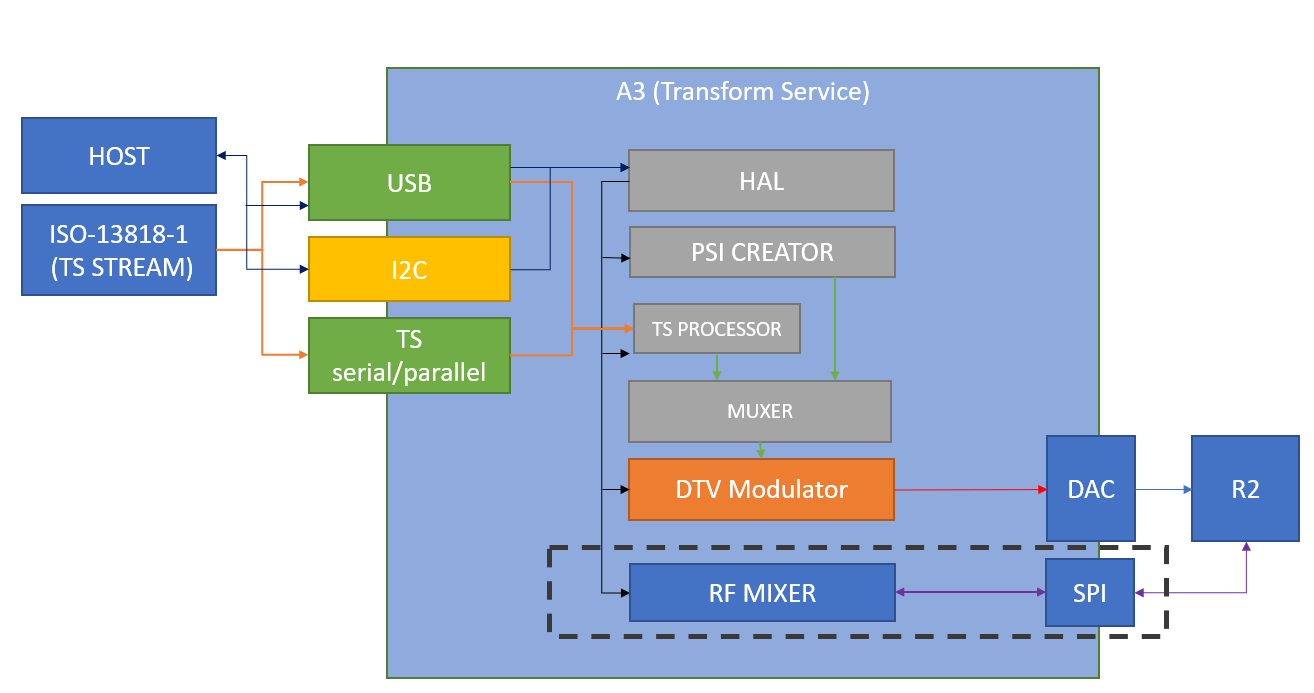 A3 (Transform Service)
HOST
ISO-13818-1
(TS STREAM)
USB
I2C
TS
serial/parallel
HAL
PSI CREATOR
TS PROCESSOR
MUXER
DTV Modulator
DAC
R2
RF MIXER
SPI